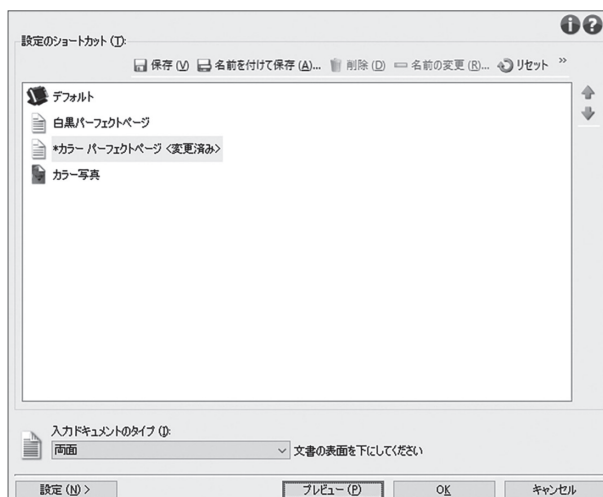 設定のショートカット (T):
保存 (V) 名前を付けて保存 (A)... 削除 (D) 名前の変更 (R)... リセット »
デフォルト
白黒パーフェクトページ
*カラー パーフェクトページ <変更済み>
カラー写真
入力ドキュメントのタイプ (I):
両面 文書の表面を下にしてください
設定 (N) > プレビュー (P) OK キャンセル